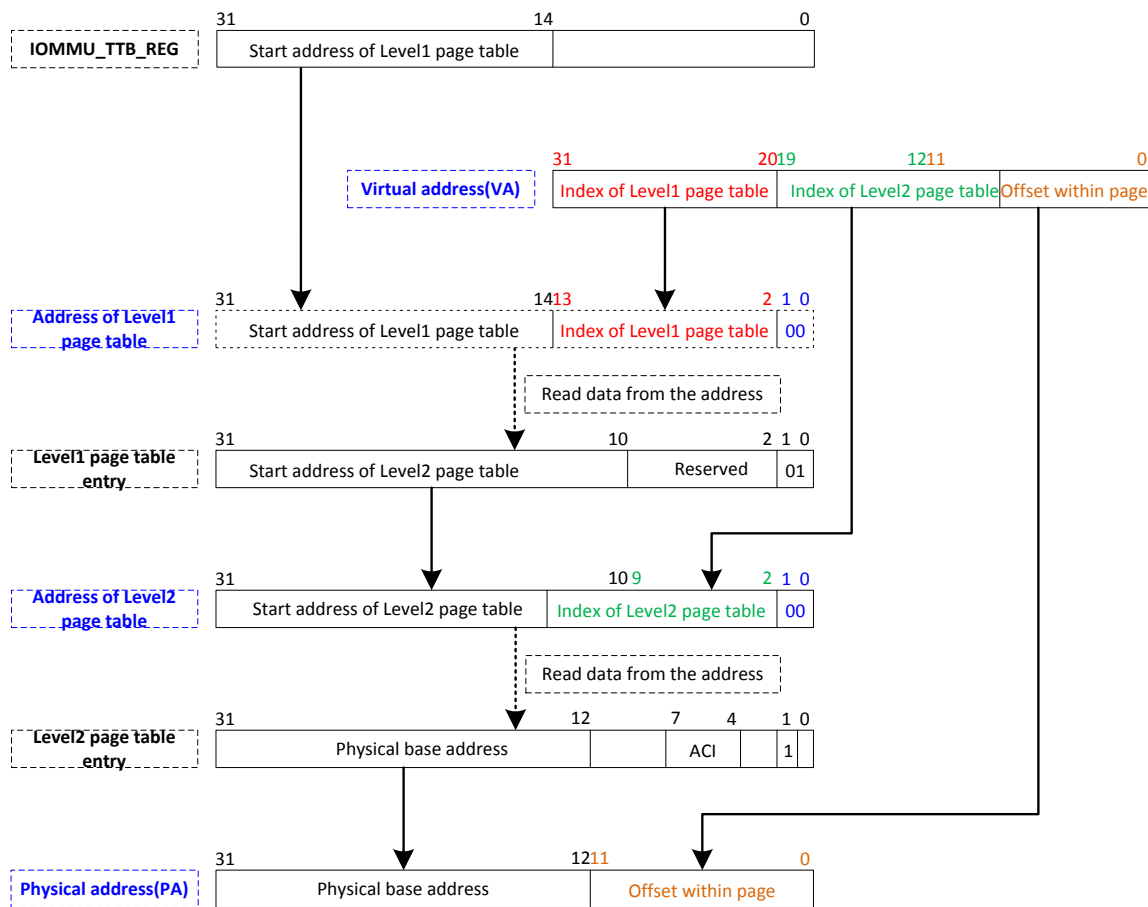 31 14 0
IOMMU_TTB_REG Start address of Level1 page table
31 20 19 12 11 0
Virtual address(VA) Index of Level1 page table Index of Level2 page table Offset within page
31 14 13 2 1 0
Address of Level1
page table
Start address of Level1 page table Index of Level1 page table 00
Read data from the address
31 10 2 1 0
Level1 page table
entry
Start address of Level2 page table Reserved 01
31 10 9 2 1 0
Address of Level2
page table
Start address of Level2 page table Index of Level2 page table 00
Read data from the address
31 12 7 4 1 0
Level2 page table
entry
Physical base address ACI 1
31 12 11 0
Physical address(PA) Physical base address Offset within page